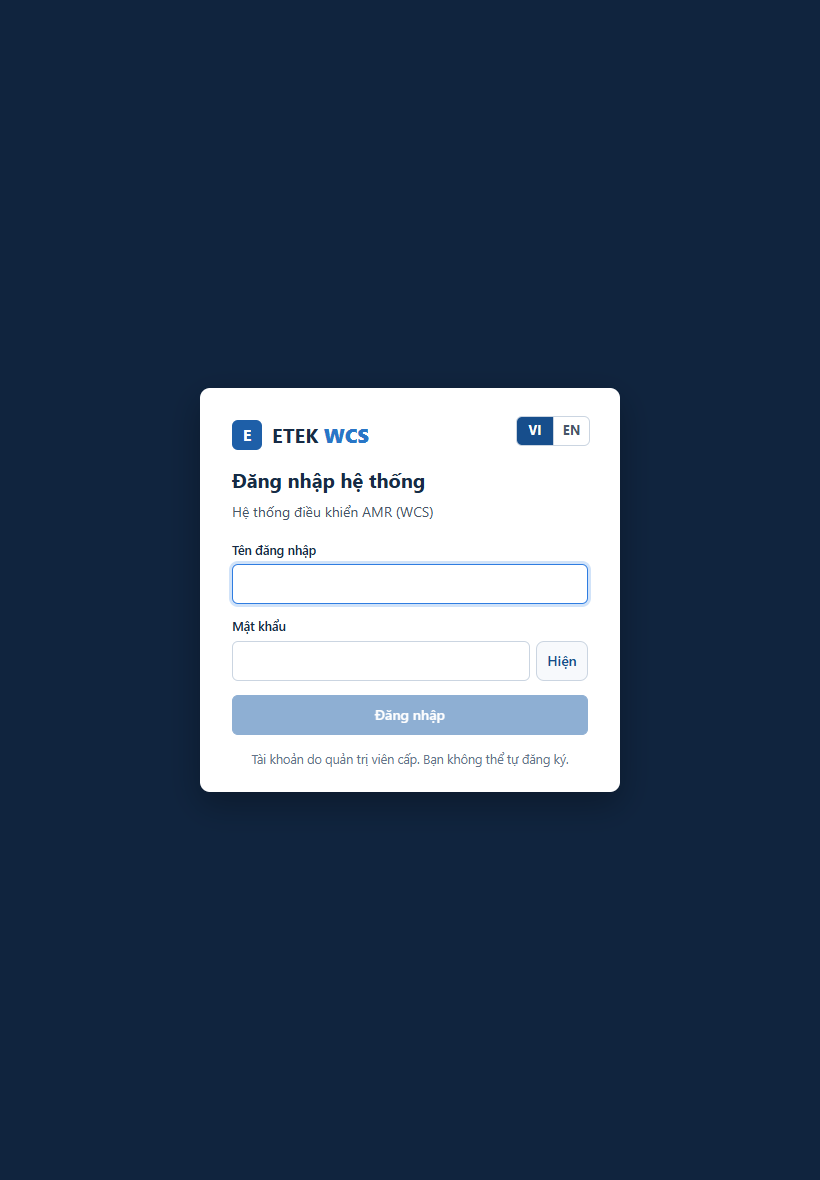 E ETEK WCS
VI EN
Đăng nhập hệ thống
Hệ thống điều khiển AMR (WCS)
Tên đăng nhập
Mật khẩu
Hiện
Đăng nhập
Tài khoản do quản trị viên cấp. Bạn không thể tự đăng ký.